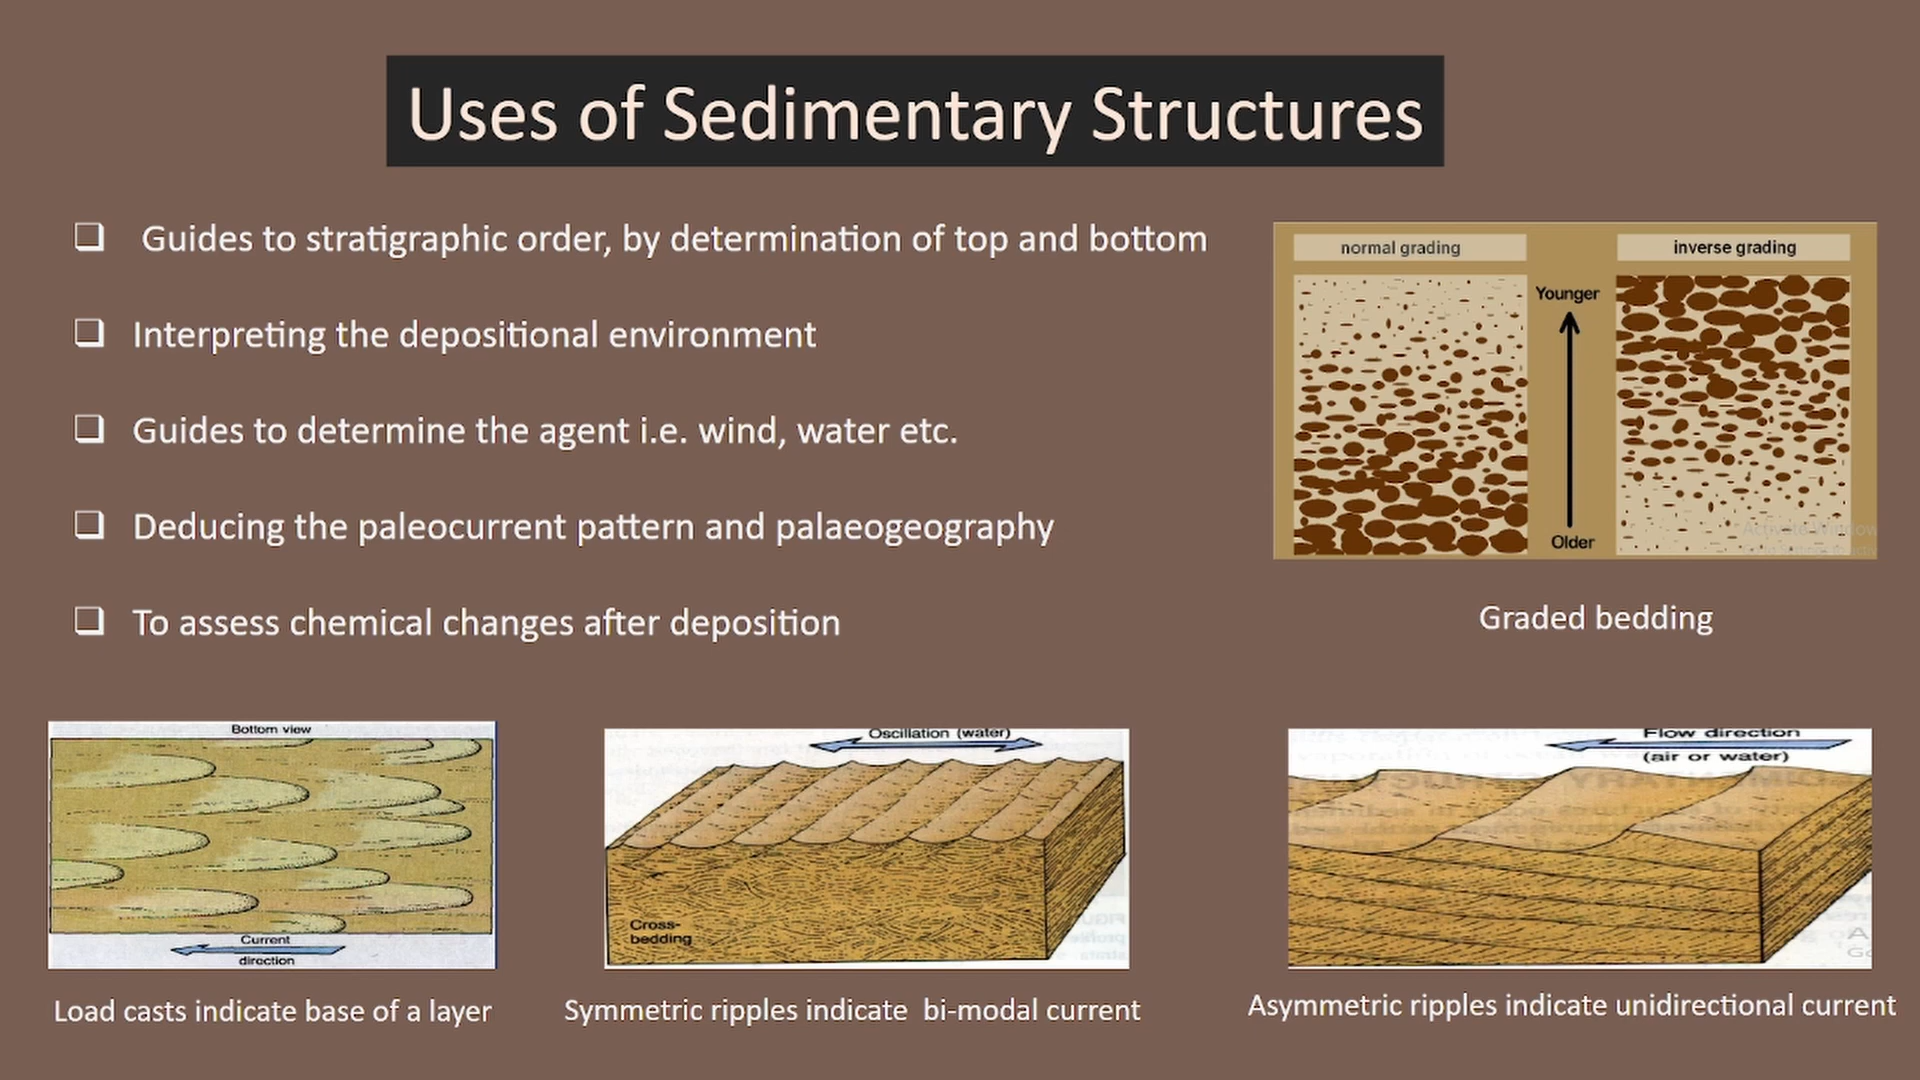 Uses of Sedimentary Structures
❑ Guides to stratigraphic order, by determination of top and bottom
❑ Interpreting the depositional environment
❑ Guides to determine the agent i.e. wind, water etc.
❑ Deducing the paleocurrent pattern and palaeogeography
❑ To assess chemical changes after deposition
normal grading
inverse grading
Younger
Older
Activate Window
Graded bedding
Bottom view
Current
direction
Load casts indicate base of a layer
Oscillation (water)
Cross-
bedding
Symmetric ripples indicate bi-modal current
Flow direction
(air or water)
Asymmetric ripples indicate unidirectional current